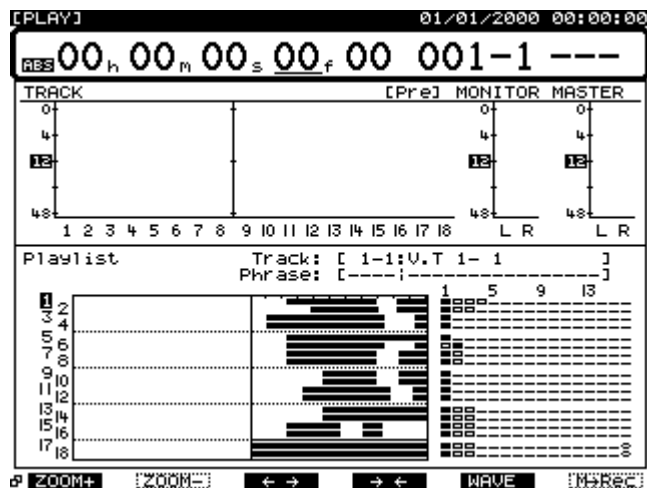 [PLAY] 01/01/2000 00:00:00
ABS 00h 00m 00s 00f 00 001-1 ---
TRACK [Pre] MONITOR MASTER
0 0 0
4 4 4
12 12 12
48 48 48
1 2 3 4 5 6 7 8 9 10 11 12 13 14 15 16 17 18 L R L R
Playlist Track: [ 1-1:V.T 1- 1 ]
Phrase: [----¦---------------]
1 5 9 13
1
2
3
4
5
6
7
8
9
10
11
12
13
14
15
16
17
18
ZOOM+ ZOOM- ← → → ← WAVE M→Rec